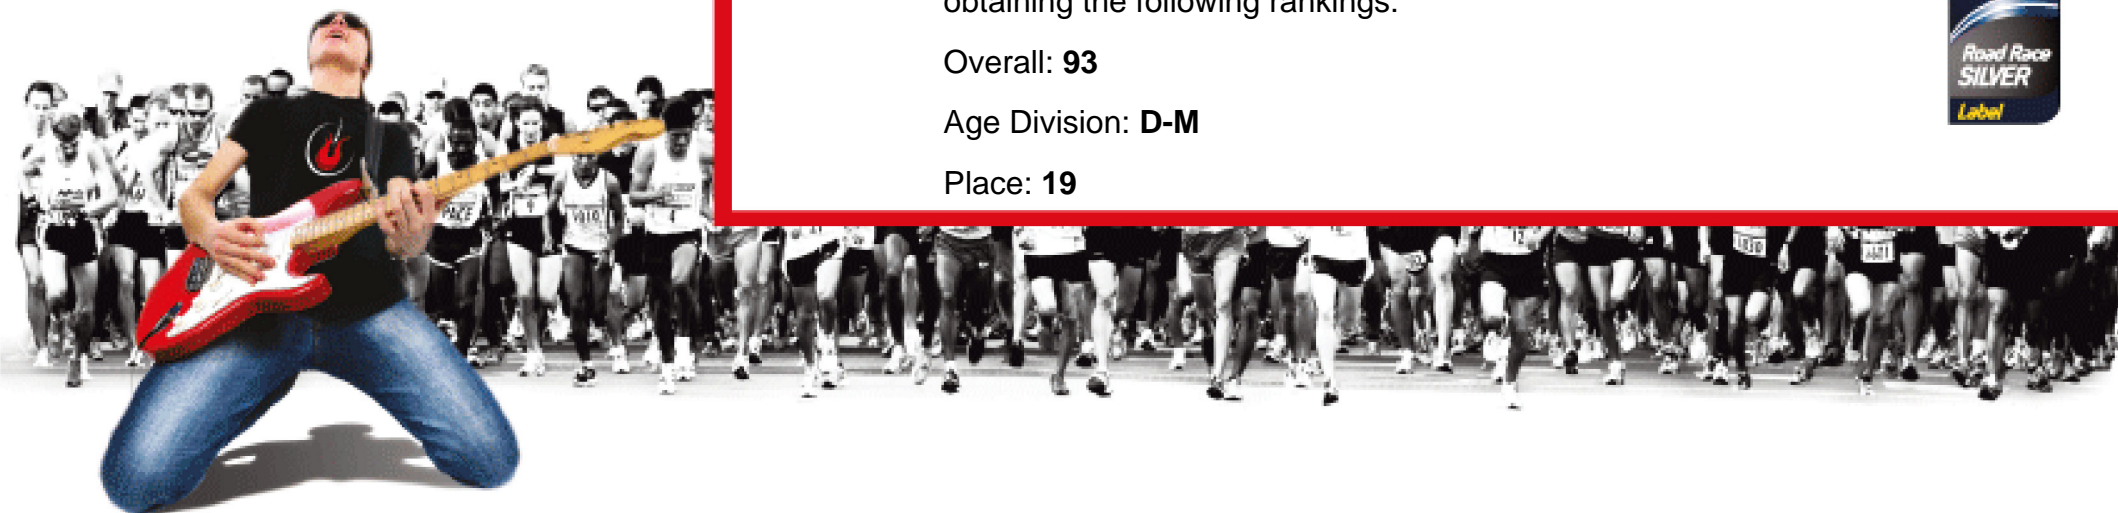 obtaining the following rankings:
Overall: 93
Age Division: D-M
Place: 19
Road Race
SILVER
Label